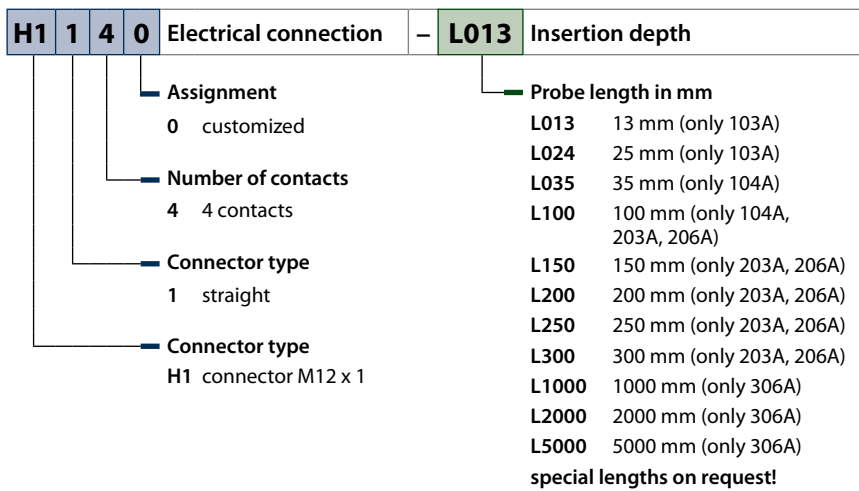 H1 1 4 0 Electrical connection – L013 Insertion depth
Assignment
0 customized
Number of contacts
4 4 contacts
Connector type
1 straight
Connector type
H1 connector M12 x 1
Probe length in mm
L013 13 mm (only 103A)
L024 25 mm (only 103A)
L035 35 mm (only 104A)
L100 100 mm (only 104A,
203A, 206A)
L150 150 mm (only 203A, 206A)
L200 200 mm (only 203A, 206A)
L250 250 mm (only 203A, 206A)
L300 300 mm (only 203A, 206A)
L1000 1000 mm (only 306A)
L2000 2000 mm (only 306A)
L5000 5000 mm (only 306A)
special lengths on request!